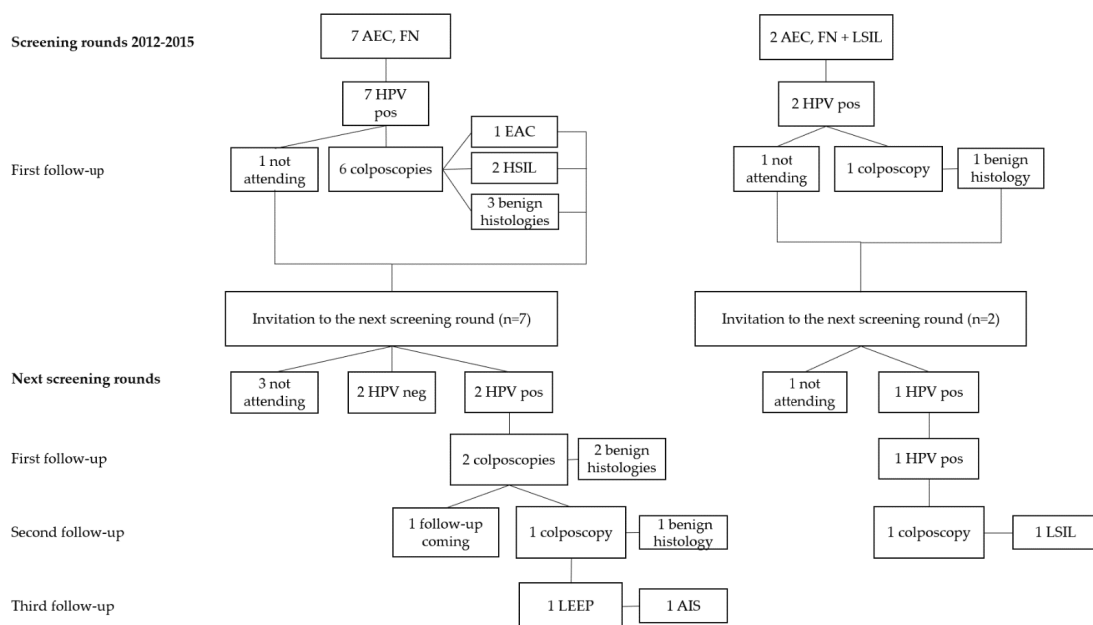 Screening rounds 2012-2015
7 AEC, FN
2 AEC, FN + LSIL
7 HPV
pos
2 HPV pos
First follow-up
1 not
attending
6 colposcopies
1 EAC
2 HSIL
3 benign
histologies
1 not
attending
1 colposcopy
1 benign
histology
Invitation to the next screening round (n=7)
Invitation to the next screening round (n=2)
Next screening rounds
3 not
attending
2 HPV neg
2 HPV pos
1 not
attending
1 HPV pos
First follow-up
2 colposcopies
2 benign
histologies
1 HPV pos
Second follow-up
1 follow-up
coming
1 colposcopy
1 benign
histology
1 colposcopy
1 LSIL
Third follow-up
1 LEEP
1 AIS